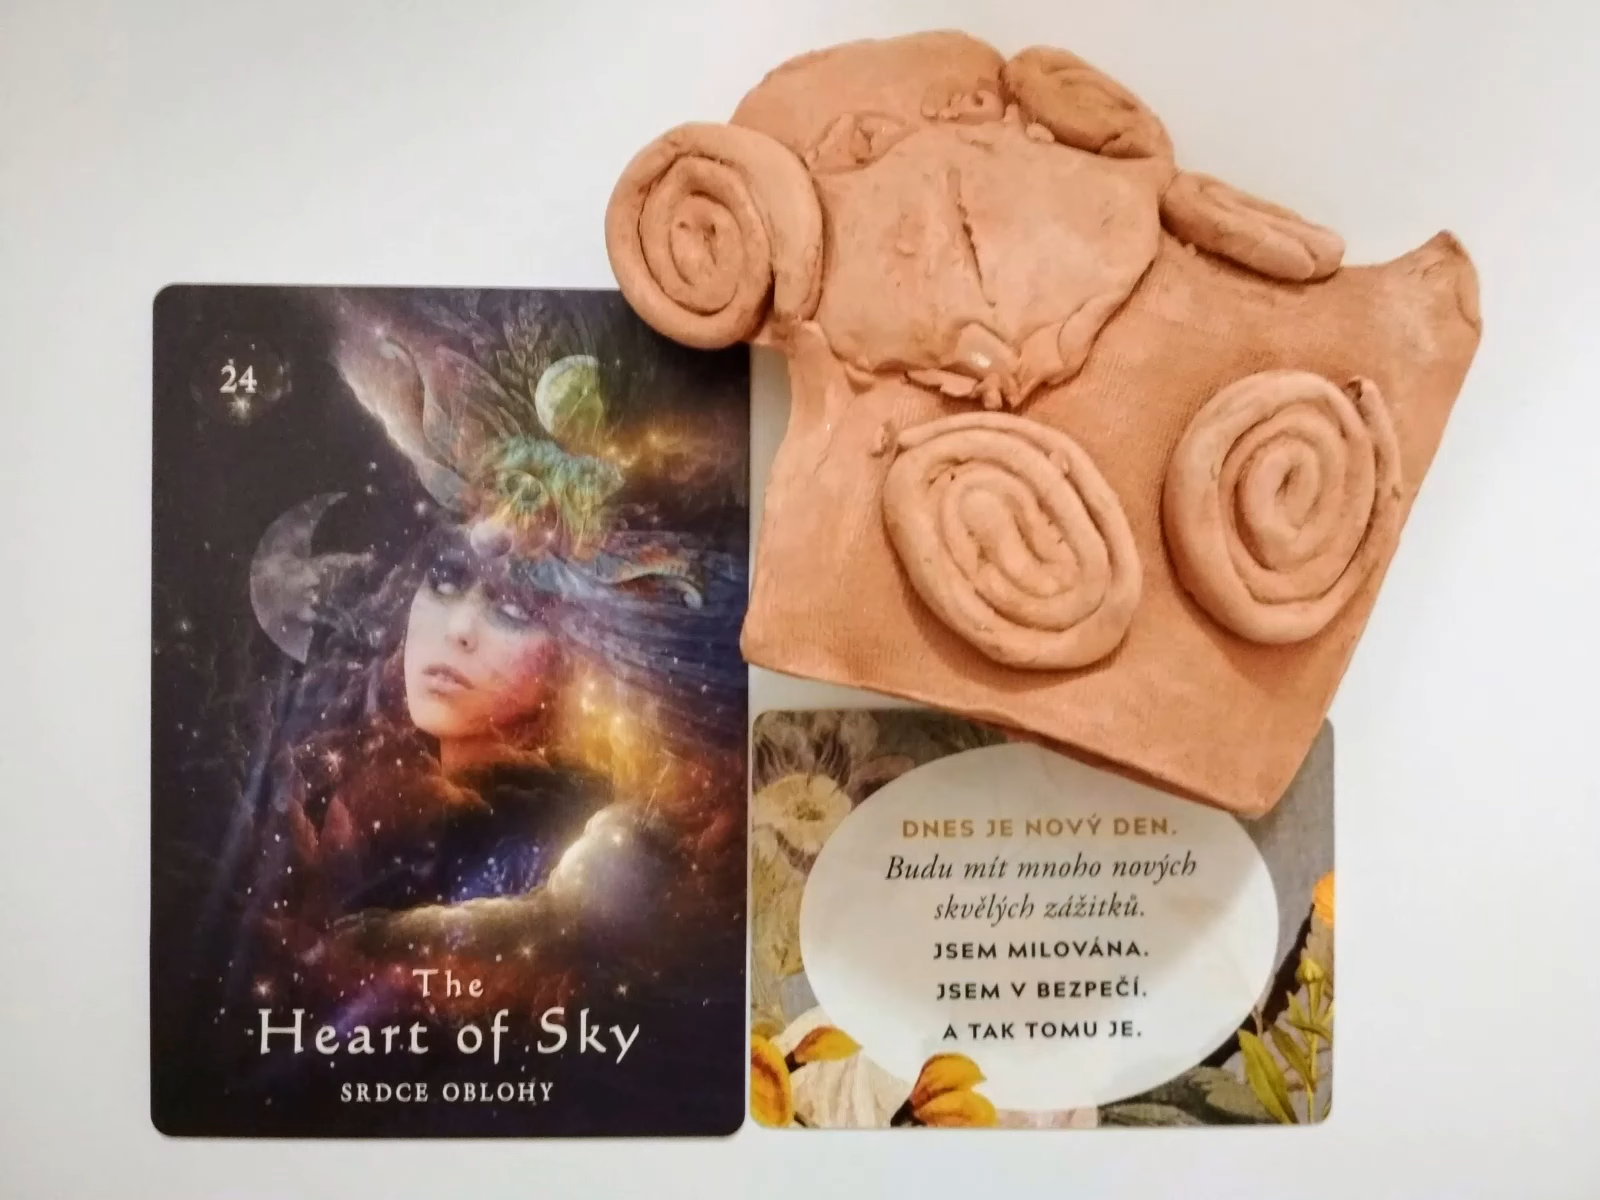 24
The
Heart of Sky
SRDCE OBLOHY
DNES JE NOVÝ DEN.
Budu mít mnoho nových
skvělých zážitků.
JSEM MILOVÁNA.
JSEM V BEZPEČÍ.
A TAK TOMU JE.